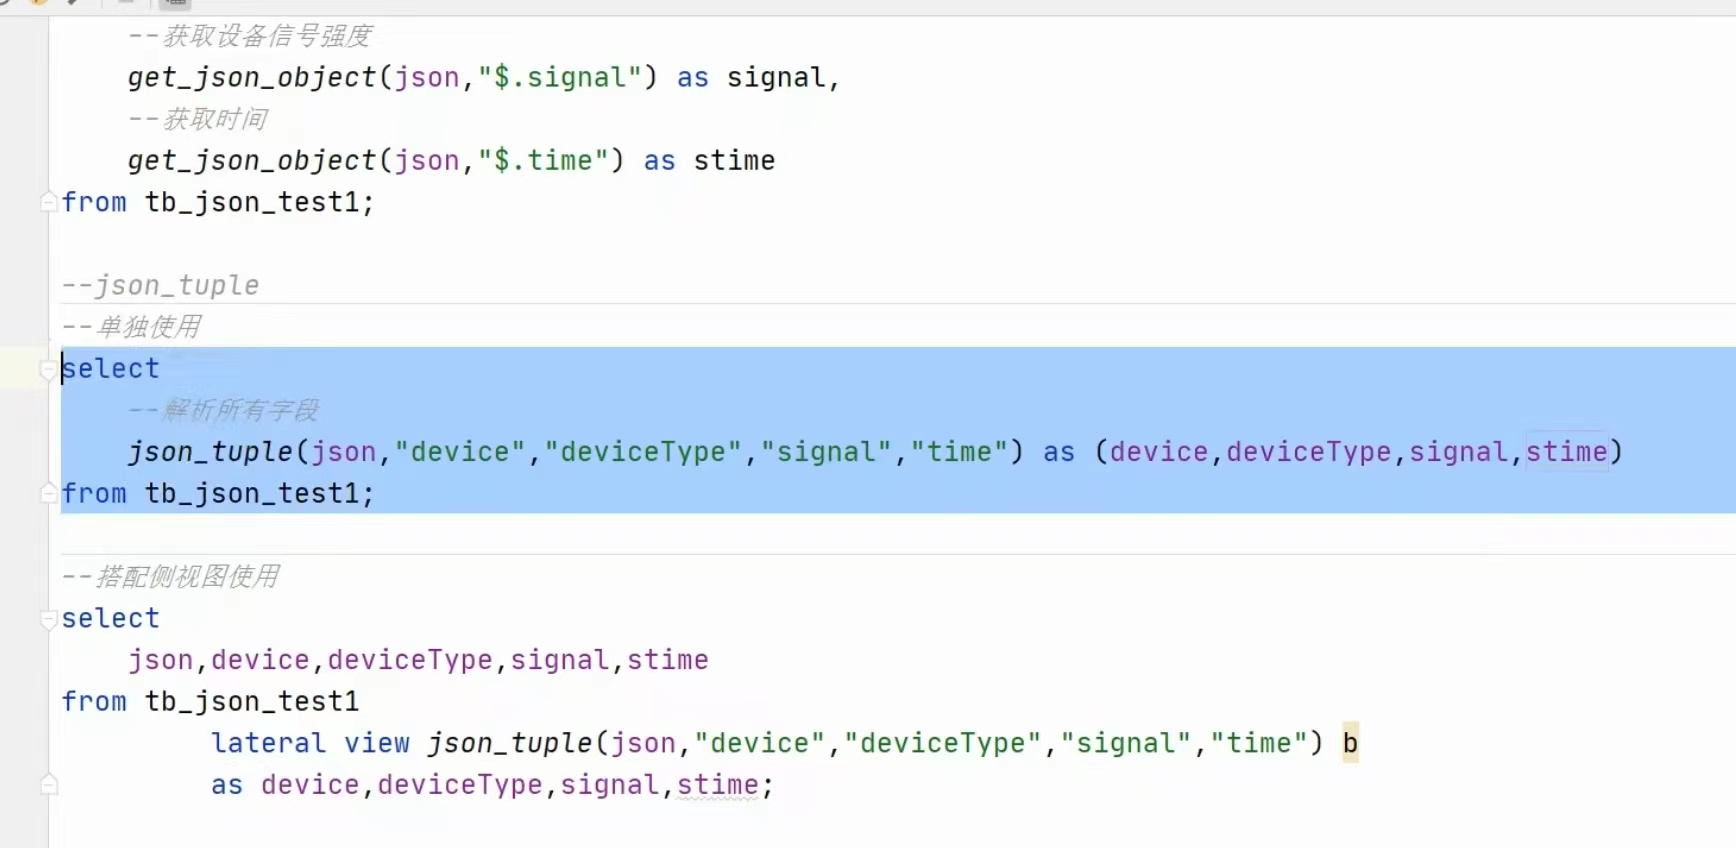 --获取设备信号强度
get_json_object(json,"$.signal") as signal,
--获取时间
get_json_object(json,"$.time") as stime
from tb_json_test1;
--json_tuple
--单独使用
select
--解析所有字段
json_tuple(json,"device","deviceType","signal","time") as (device,deviceType,signal,stime)
from tb_json_test1;
--搭配侧视图使用
select
json,device,deviceType,signal,stime
from tb_json_test1
lateral view json_tuple(json,"device","deviceType","signal","time") b
as device,deviceType,signal,stime;